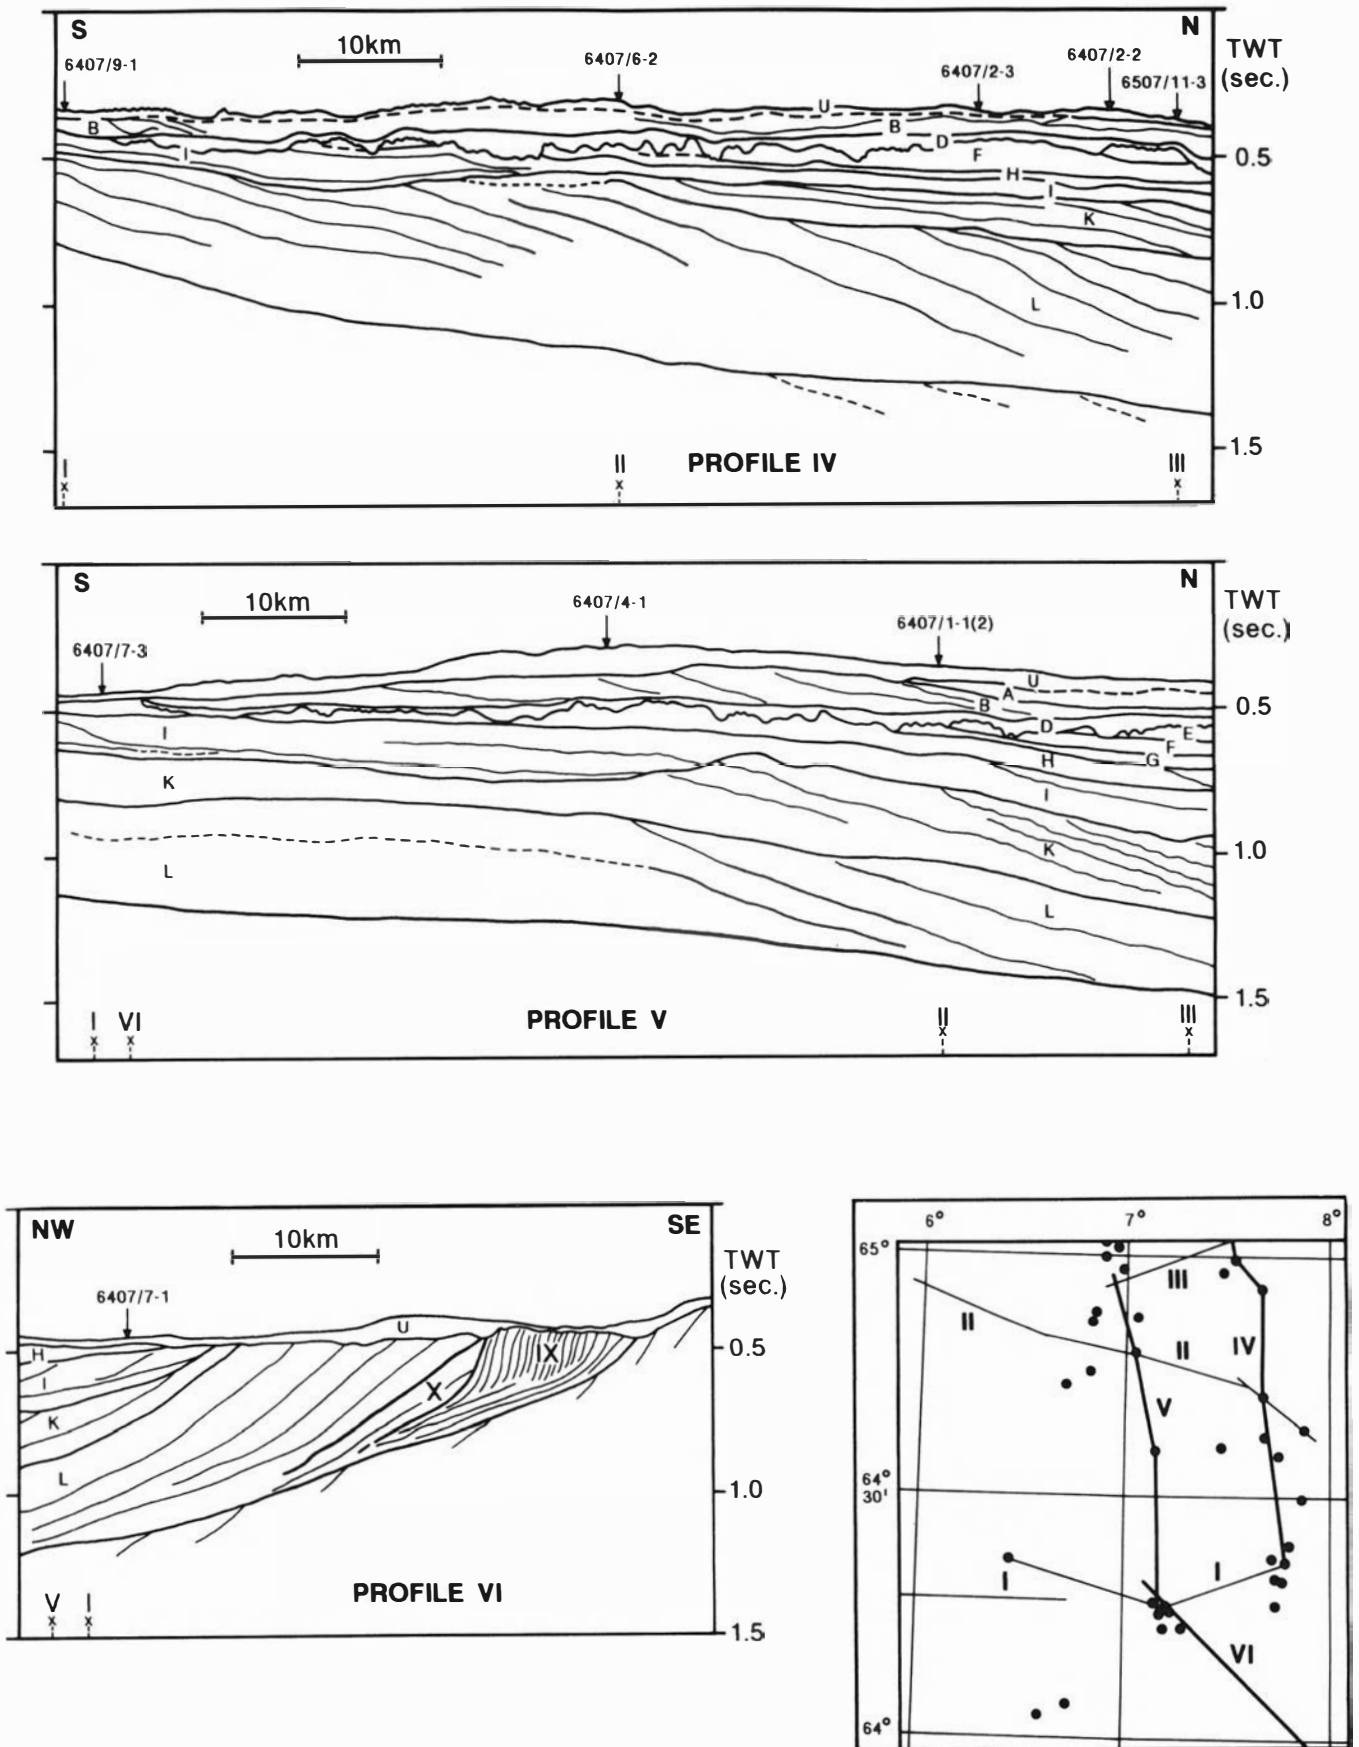 S
N
10km
TWT
(sec.)
6407/9-1
6407/6-2
6407/2-3
6407/2-2
6507/11-3
U
B
B
D
I
F
0.5
H
I
K
L
1.0
1.5
I
II
PROFILE IV
III
x
x
x
S
N
10km
TWT
(sec.)
6407/7-3
6407/4-1
6407/1-1(2)
U
A
B
0.5
D
E
I
F
H
G
K
I
K
1.0
L
L
1.5
I
VI
PROFILE V
II
III
x
x
x
x
NW
SE
10km
TWT
(sec.)
6407/7-1
U
H
IX
0.5
I
X
K
L
1.0
V
I
PROFILE VI
x
x
1.5
6°
7°
8°
65°
III
II
II
IV
V
64°
30'
I
I
VI
64°